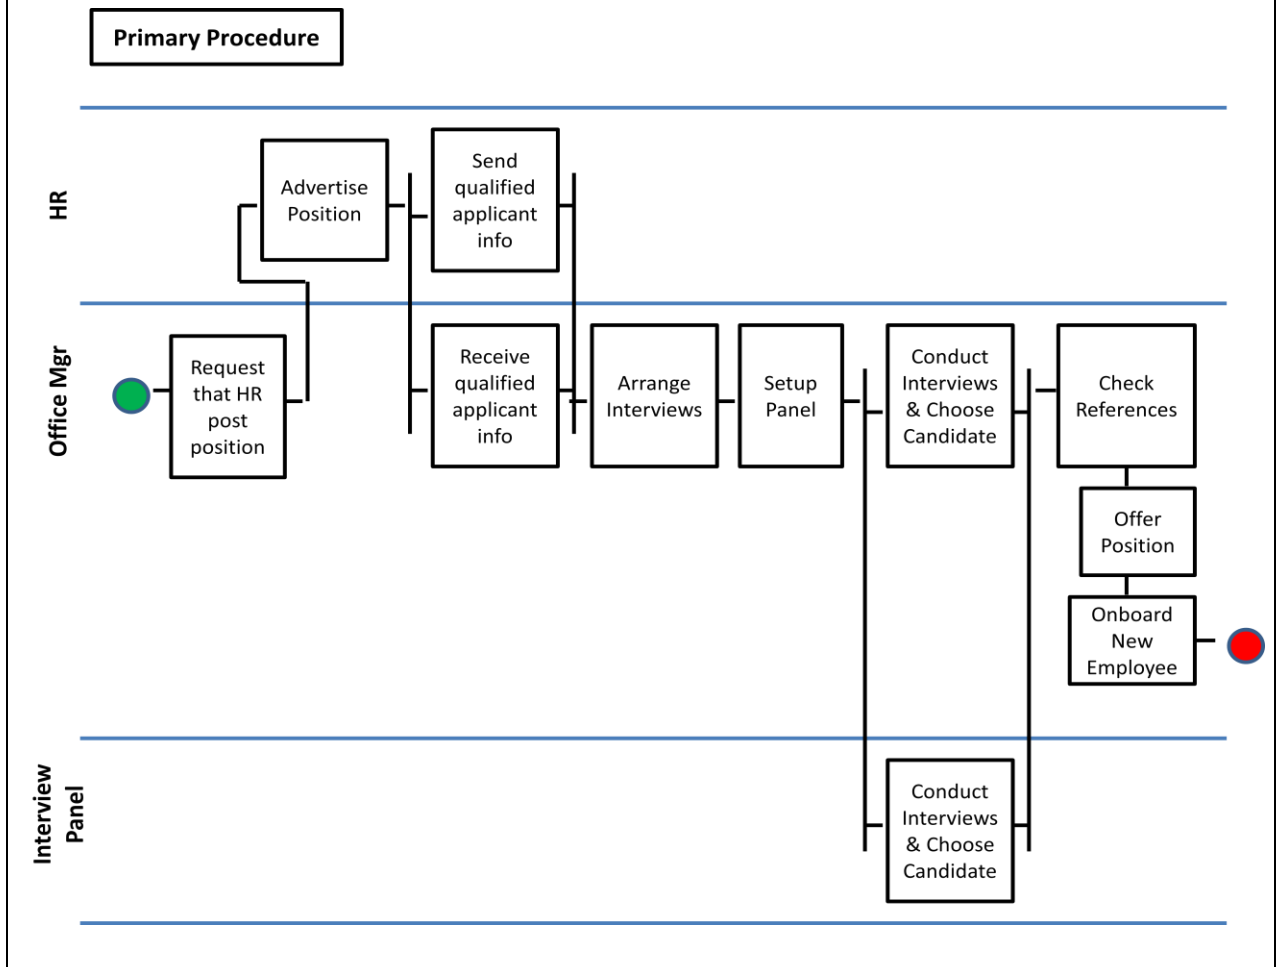 Primary Procedure
HR
Advertise
Position
Send
qualified
applicant
info
Office Mgr
Request
that HR
post
position
Receive
qualified
applicant
info
Arrange
Interviews
Setup
Panel
Conduct
Interviews
& Choose
Candidate
Check
References
Offer
Position
Onboard
New
Employee
Interview
Panel
Conduct
Interviews
& Choose
Candidate